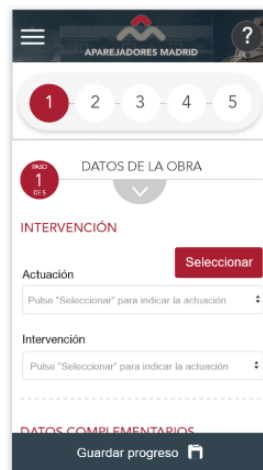 ?
APAREJADORES MADRID
1 2 3 4 5
PASO
1
DE 5
DATOS DE LA OBRA
INTERVENCIÓN
Seleccionar
Actuación
Pulse "Seleccionar" para indicar la actuación
Intervención
Pulse "Seleccionar" para indicar la actuación
DATOS COMPLEMENTARIOS
Guardar progreso